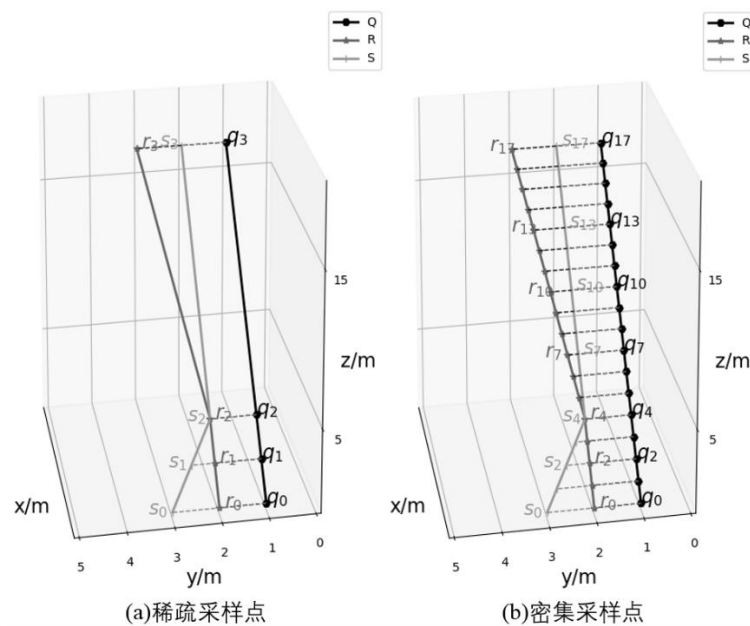 Q
R
S
Q
R
S
r3 s3 q3
r17 s17 q17
r13 s13 q13
15
15
r10 s10 q10
z/m
z/m
r7 s7 q7
s2 r2 q2
s4 r4 q4
5
5
s1 r1 q1
s2 r2 q2
x/m
x/m
s0 r0 q0
s0 r0 q0
5 4 3 2 1 0
5 4 3 2 1 0
y/m
y/m
(a)稀疏采样点
(b)密集采样点